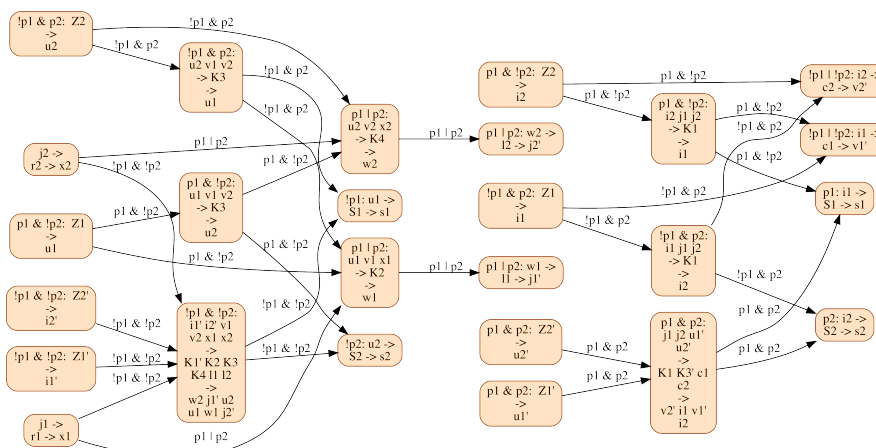 !p1 & p2: Z2
->
u2
!p1 & p2
!p1 & p2
!p1 & p2:
u2 v1 v2
-> K3
->
u1
!p1 & p2
!p1 & p2
j2 ->
r2 -> x2
p1 | p2
!p1 & !p2
p1 | p2:
u2 v2 x2
-> K4
->
w2
p1 | p2
p1 | p2: w2 ->
l2 -> j2'
p1 & !p2: Z1
->
u1
p1 & !p2
p1 & !p2
p1 & !p2:
u1 v1 v2
-> K3
->
u2
p1 & !p2
p1 & !p2
!p1: u1 ->
S1 -> s1
p1 | p2:
u1 v1 x1
-> K2
->
w1
p1 | p2
p1 | p2: w1 ->
l1 -> j1'
!p1 & !p2: Z2'
->
i2'
!p1 & !p2
!p1 & !p2: Z1'
->
i1'
!p1 & !p2
!p1 & !p2
j1 ->
r1 -> x1
p1 | p2
!p1 & !p2:
i1' i2' v1
v2 x1 x2
->
K1' K2 K3
K4 l1 l2
->
w2 j1' u2
u1 w1 j2'
!p1 & !p2
!p1 & !p2
!p2: u2 ->
S2 -> s2
p1 & !p2: Z2
->
i2
p1 & !p2
p1 & !p2
p1 & !p2:
i2 j1 j2
-> K1
->
i1
p1 & !p2
p1 & !p2
!p1 | !p2: i2 ->
c2 -> v2'
!p1 | !p2: i1 ->
c1 -> v1'
!p1 & p2: Z1
->
i1
!p1 & p2
!p1 & p2
!p1 & p2:
i1 j1 j2
-> K1
->
i2
!p1 & p2
!p1 & p2
p1: i1 ->
S1 -> s1
p1 & p2: Z2'
->
u2'
p1 & p2
p1 & p2: Z1'
->
u1'
p1 & p2
p1 & p2:
j1 j2 u1'
u2'
->
K1 K3' c1
c2
->
v2' i1 v1'
i2
p1 & p2
p1 & p2
p2: i2 ->
S2 -> s2